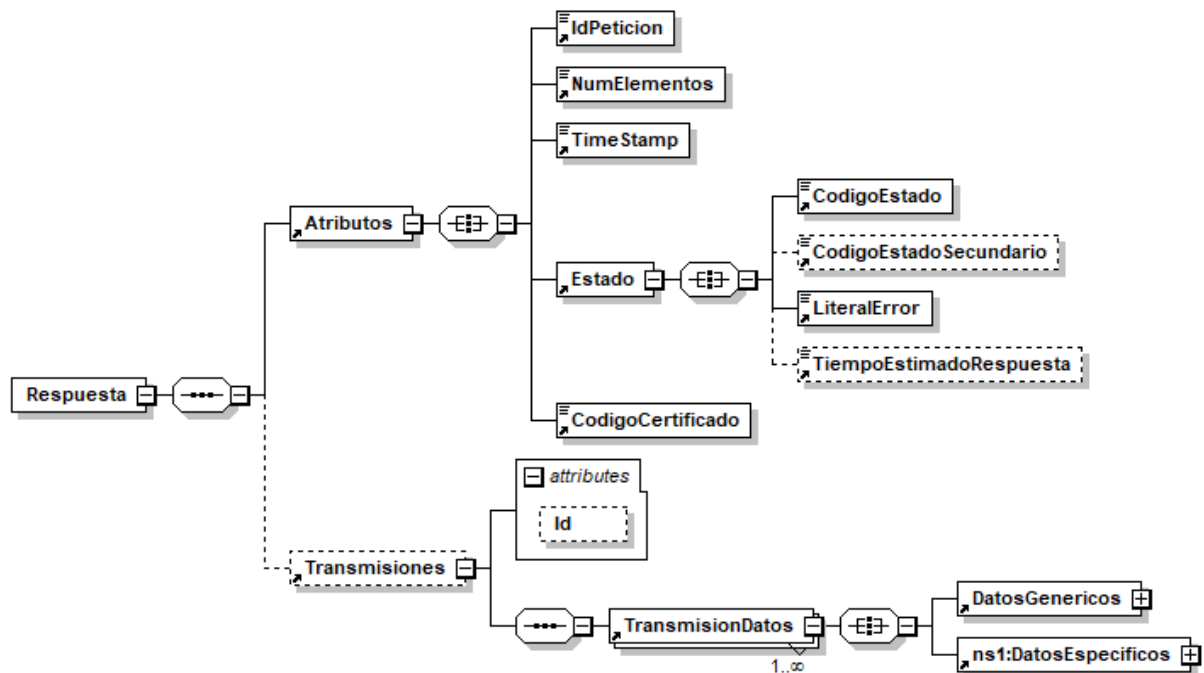 IdPeticion
NumElementos
TimeStamp
CodigoEstado
Atributos
CodigoEstadoSecundario
Estado
LiteralError
TiempoEstimadoRespuesta
Respuesta
CodigoCertificado
attributes
Id
Transmisiones
DatosGenericos
TransmisionDatos
1..∞
ns1:DatosEspecificos